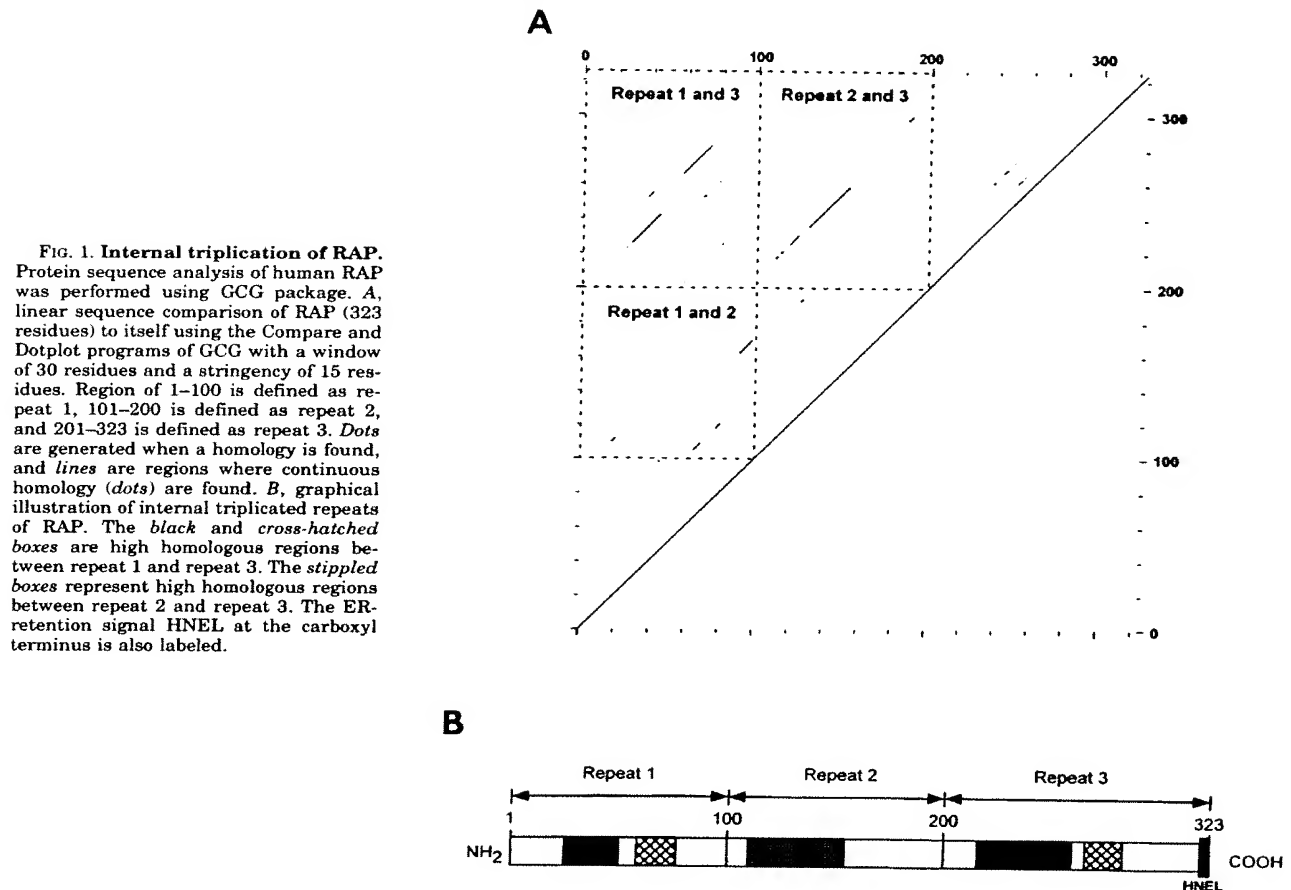 A
0 100 200 300
Repeat 1 and 3 Repeat 2 and 3
- 300
FIG. 1. Internal triplication of RAP.
Protein sequence analysis of human RAP
was performed using GCG package. A,
linear sequence comparison of RAP (323
residues) to itself using the Compare and
Dotplot programs of GCG with a window
of 30 residues and a stringency of 15 res-
idues. Region of 1–100 is defined as re-
peat 1, 101–200 is defined as repeat 2,
and 201–323 is defined as repeat 3. Dots
are generated when a homology is found,
and lines are regions where continuous
homology (dots) are found. B, graphical
illustration of internal triplicated repeats
of RAP. The black and cross-hatched
boxes are high homologous regions be-
tween repeat 1 and repeat 3. The stippled
boxes represent high homologous regions
between repeat 2 and repeat 3. The ER-
retention signal HNEL at the carboxyl
terminus is also labeled.
- 200
Repeat 1 and 2
- 100
- 0
B
Repeat 1 Repeat 2 Repeat 3
1 100 200 323
NH2 COOH
HNEL